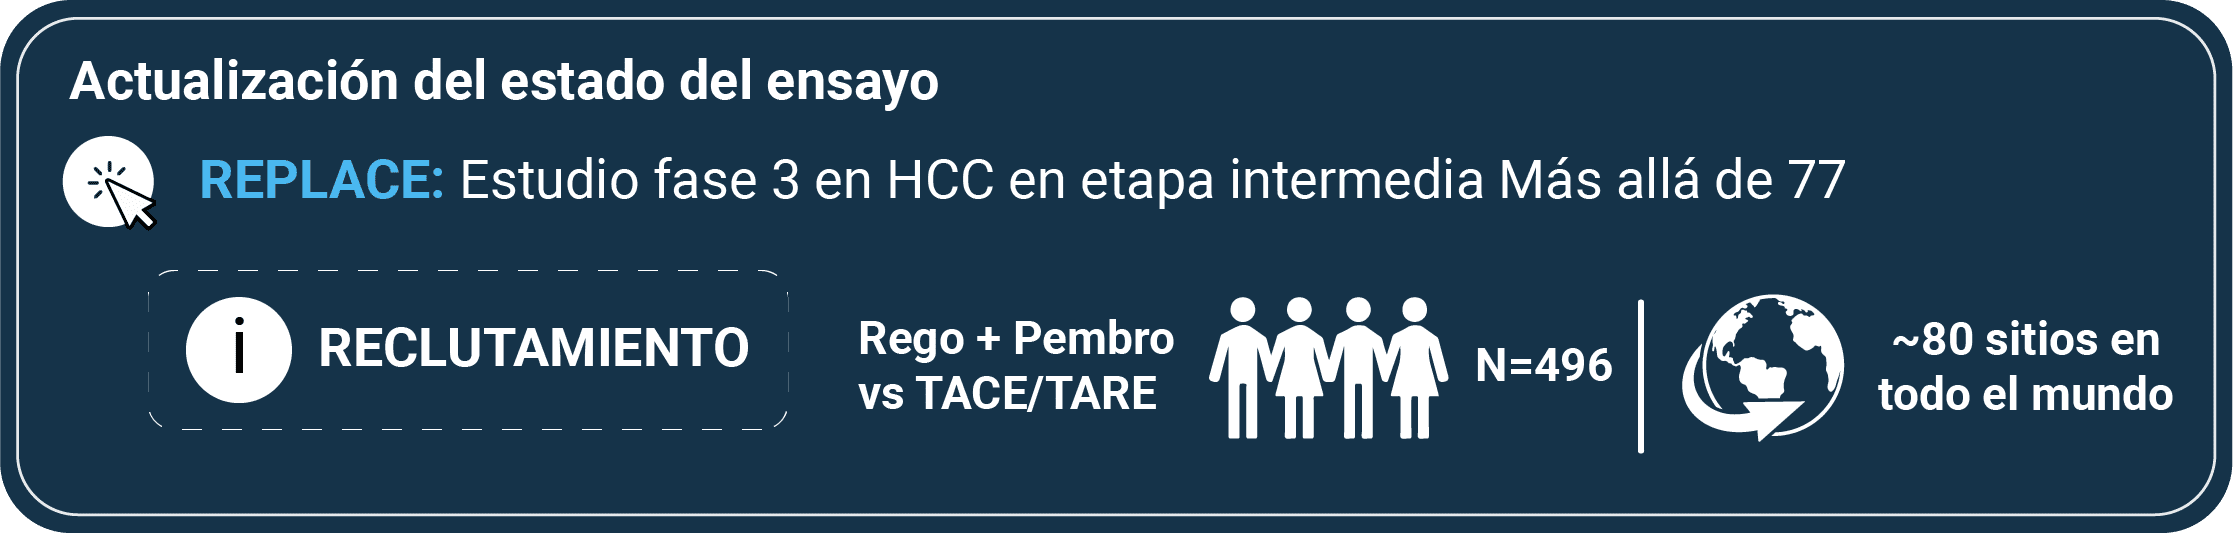 Actualización del estado del ensayo
REPLACE: Estudio fase 3 en HCC en etapa intermedia Más allá de 77
i RECLUTAMIENTO
Rego + Pembro
vs TACE/TARE
N=496
~80 sitios en
todo el mundo